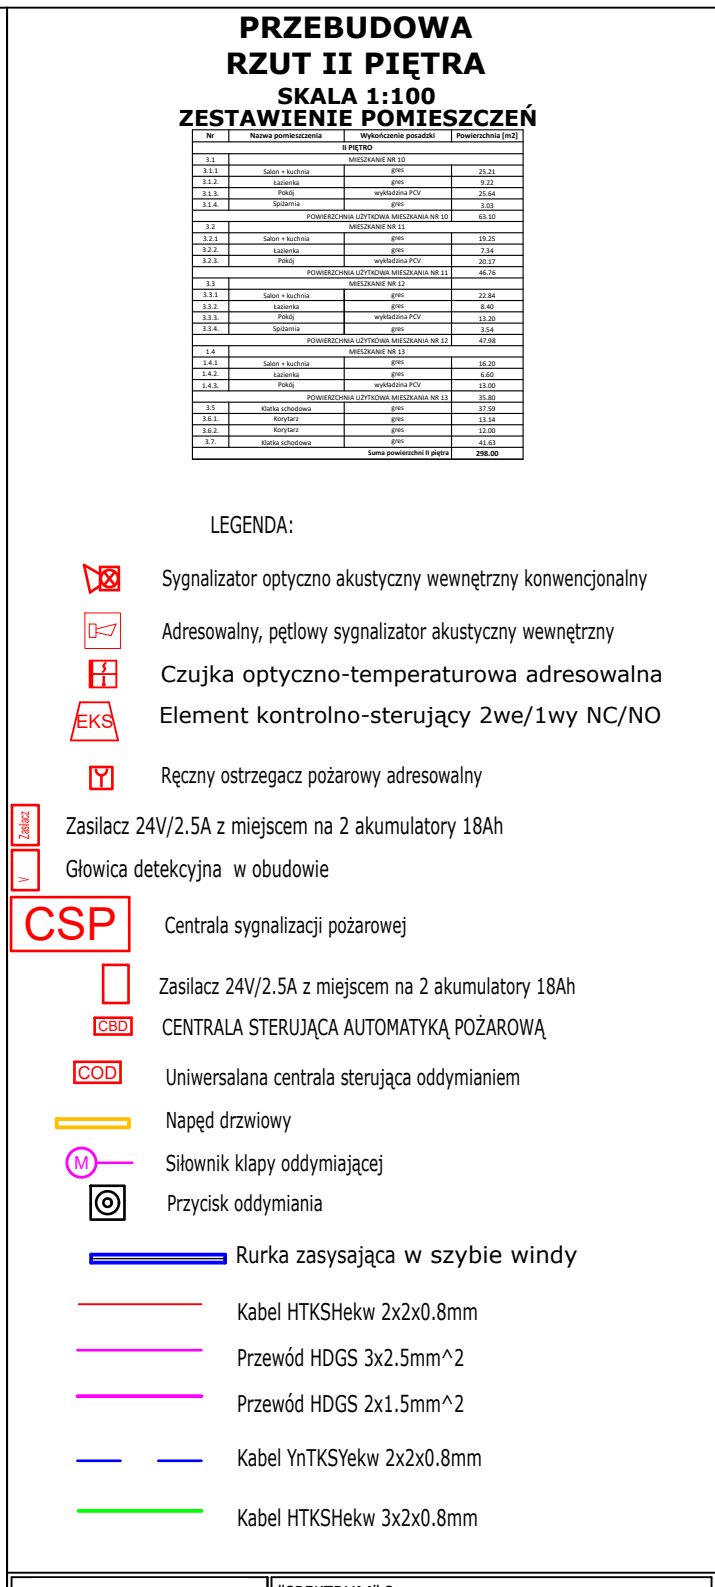 PRZEBUDOWA
RZUT II PIĘTRA
SKALA 1:100
ZESTAWIENIE POMIESZCZEŃ
Nr Nazwa pomieszczenia Wykończenie posadzki Powierzchnia [m2]
II PIĘTRO
3.1 MIESZKANIE NR 10
3.1.1 Salon + kuchnia gres 25.21
3.1.2. Łazienka gres 9.22
3.1.3. Pokój wykładzina PCV 25.64
3.1.4. Spiżarnia gres 3.03
POWIERZCHNIA UŻYTKOWA MIESZKANIA NR 10 63.10
3.2 MIESZKANIE NR 11
3.2.1 Salon + kuchnia gres 19.25
3.2.2. Łazienka gres 7.34
3.2.3. Pokój wykładzina PCV 20.17
POWIERZCHNIA UŻYTKOWA MIESZKANIA NR 11 46.76
3.3 MIESZKANIE NR 12
3.3.1 Salon + kuchnia gres 22.84
3.3.2. Łazienka gres 8.40
3.3.3. Pokój wykładzina PCV 13.20
3.3.4. Spiżarnia gres 3.54
POWIERZCHNIA UŻYTKOWA MIESZKANIA NR 12 47.98
1.4 MIESZKANIE NR 13
1.4.1 Salon + kuchnia gres 16.20
1.4.2. Łazienka gres 6.60
1.4.3. Pokój wykładzina PCV 13.00
POWIERZCHNIA UŻYTKOWA MIESZKANIA NR 13 35.80
3.5 Klatka schodowa gres 37.59
3.6.1. Korytarz gres 13.14
3.6.2. Korytarz gres 12.00
3.7. Klatka schodowa gres 41.63
Suma powierzchni II piętra 298.00
LEGENDA:
Sygnalizator optyczno akustyczny wewnętrzny konwencjonalny
Adresowalny, pętlowy sygnalizator akustyczny wewnętrzny
Czujka optyczno-temperaturowa adresowalna
EKS Element kontrolno-sterujący 2we/1wy NC/NO
Ręczny ostrzegacz pożarowy adresowalny
Zasilacz Zasilacz 24V/2.5A z miejscem na 2 akumulatory 18Ah
Głowica detekcyjna w obudowie
CSP Centrala sygnalizacji pożarowej
Zasilacz 24V/2.5A z miejscem na 2 akumulatory 18Ah
CBD CENTRALA STERUJĄCA AUTOMATYKĄ POŻAROWĄ
COD Uniwersalana centrala sterująca oddymianiem
Napęd drzwiowy
M Siłownik klapy oddymiającej
Przycisk oddymiania
Rurka zasysająca w szybie windy
Kabel HTKSHekw 2x2x0.8mm
Przewód HDGS 3x2.5mm^2
Przewód HDGS 2x1.5mm^2
Kabel YnTKSYekw 2x2x0.8mm
Kabel HTKSHekw 3x2x0.8mm